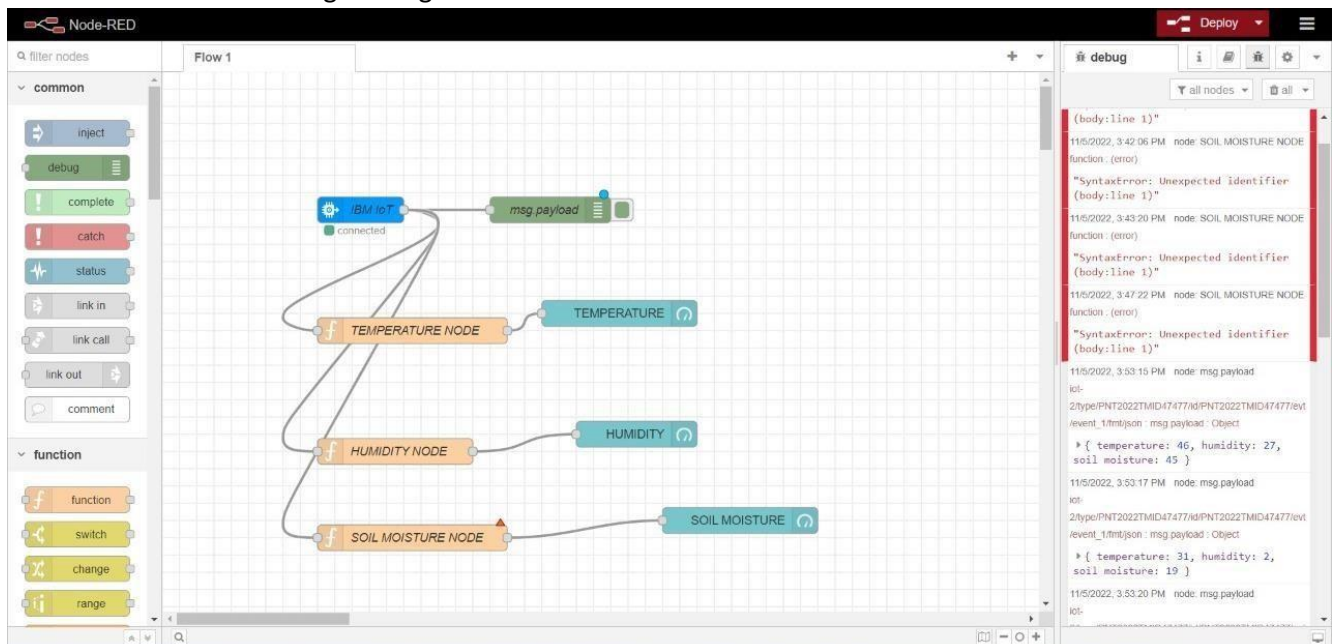 Node-RED
Deploy
filter nodes
Flow 1
debug
i
all nodes
all
common
inject
debug
complete
catch
status
link in
link call
link out
comment
function
function
switch
change
range
IBM IoT
connected
msg.payload
TEMPERATURE NODE
TEMPERATURE
HUMIDITY NODE
HUMIDITY
SOIL MOISTURE NODE
SOIL MOISTURE
(body:line 1)"
11/5/2022, 3:42:06 PM node: SOIL MOISTURE NODE
function : (error)
"SyntaxError: Unexpected identifier
(body:line 1)"
11/5/2022, 3:43:20 PM node: SOIL MOISTURE NODE
function : (error)
"SyntaxError: Unexpected identifier
(body:line 1)"
11/5/2022, 3:47:22 PM node: SOIL MOISTURE NODE
function : (error)
"SyntaxError: Unexpected identifier
(body:line 1)"
11/5/2022, 3:53:15 PM node: msg.payload
iot-
2/type/PNT2022TMID47477/id/PNT2022TMID47477/evt
/event_1/fmt/json : msg.payload : Object
{ temperature: 46, humidity: 27,
soil moisture: 45 }
11/5/2022, 3:53:17 PM node: msg.payload
iot-
2/type/PNT2022TMID47477/id/PNT2022TMID47477/evt
/event_1/fmt/json : msg.payload : Object
{ temperature: 31, humidity: 2,
soil moisture: 19 }
11/5/2022, 3:53:20 PM node: msg.payload
iot-